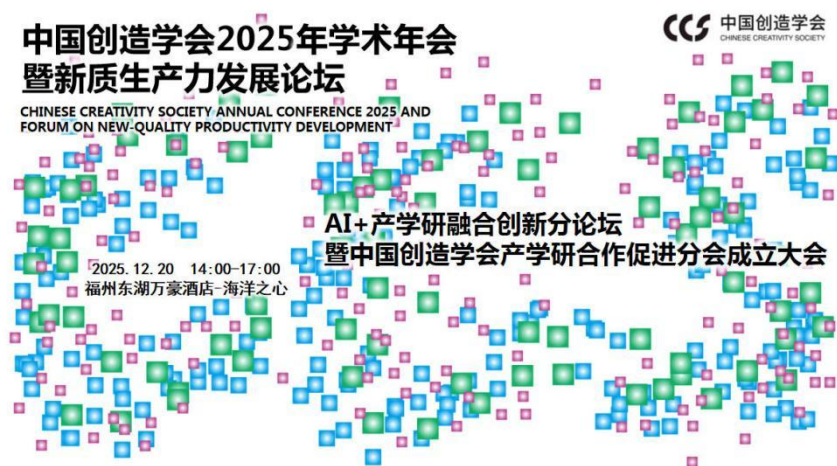 中国创造学会2025年学术年会
暨新质生产力发展论坛
CHINESE CREATIVITY SOCIETY ANNUAL CONFERENCE 2025 AND
FORUM ON NEW-QUALITY PRODUCTIVITY DEVELOPMENT
CCS 中国创造学会
CHINESE CREATIVITY SOCIETY
AI+产学研融合创新分论坛
暨中国创造学会产学研合作促进分会成立大会
2025.12.20 14:00-17:00
福州东湖万豪酒店-海洋之心